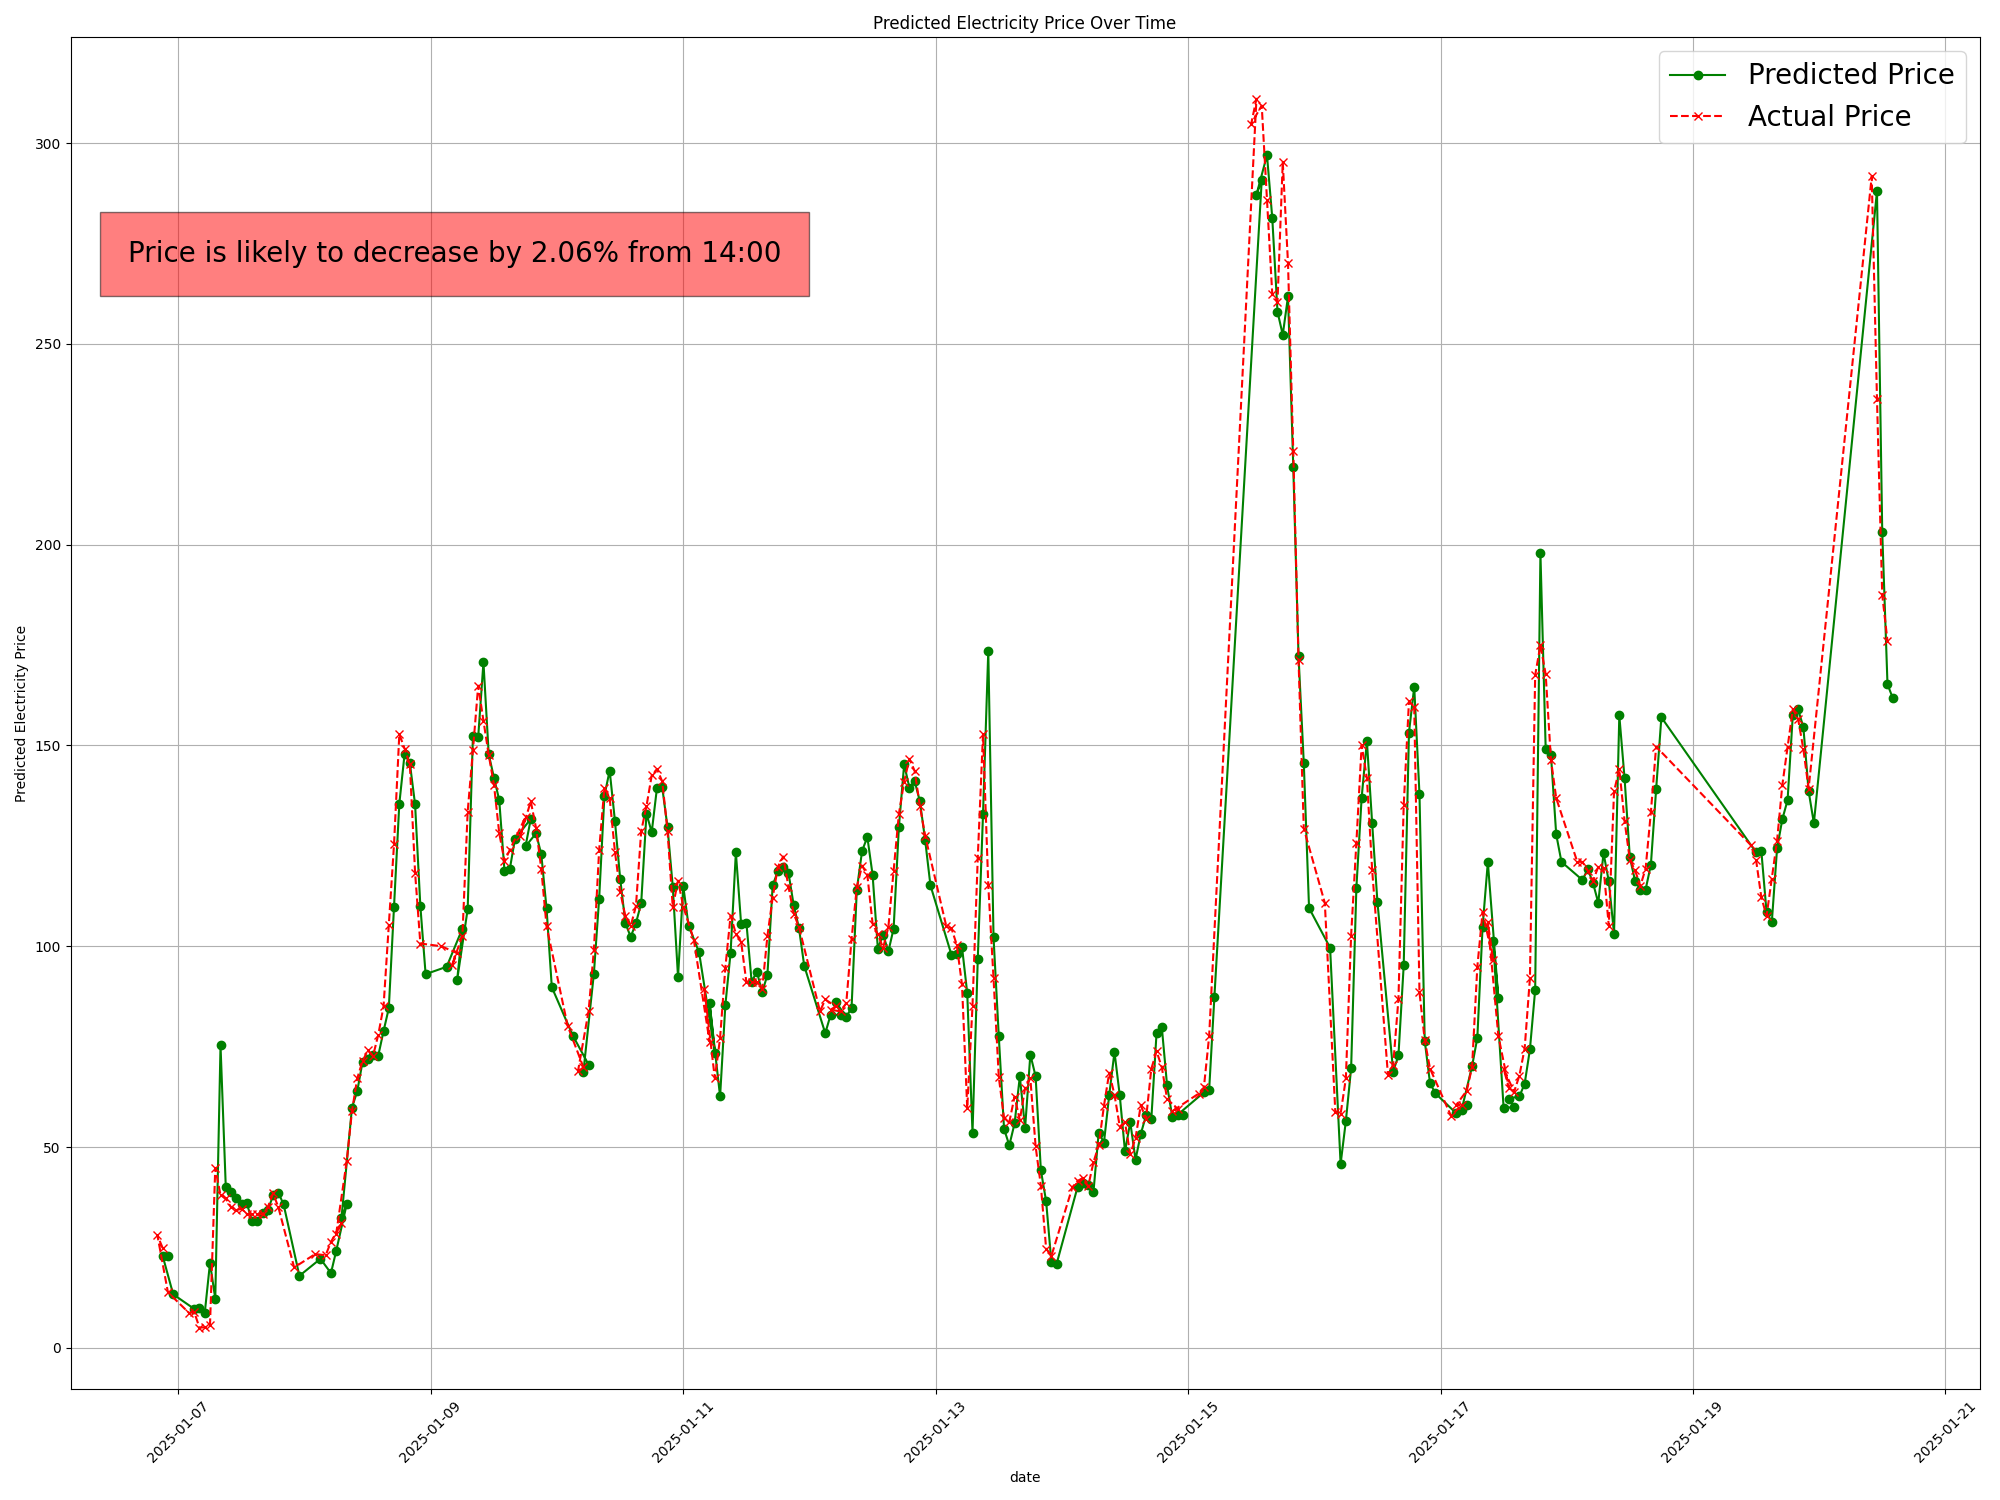 Predicted Electricity Price Over Time
Predicted Price
Actual Price
Price is likely to decrease by 2.06% from 14:00
Predicted Electricity Price
300
250
200
150
100
50
0
2025-01-07
2025-01-09
2025-01-11
2025-01-13
2025-01-15
2025-01-17
2025-01-19
2025-01-21
date